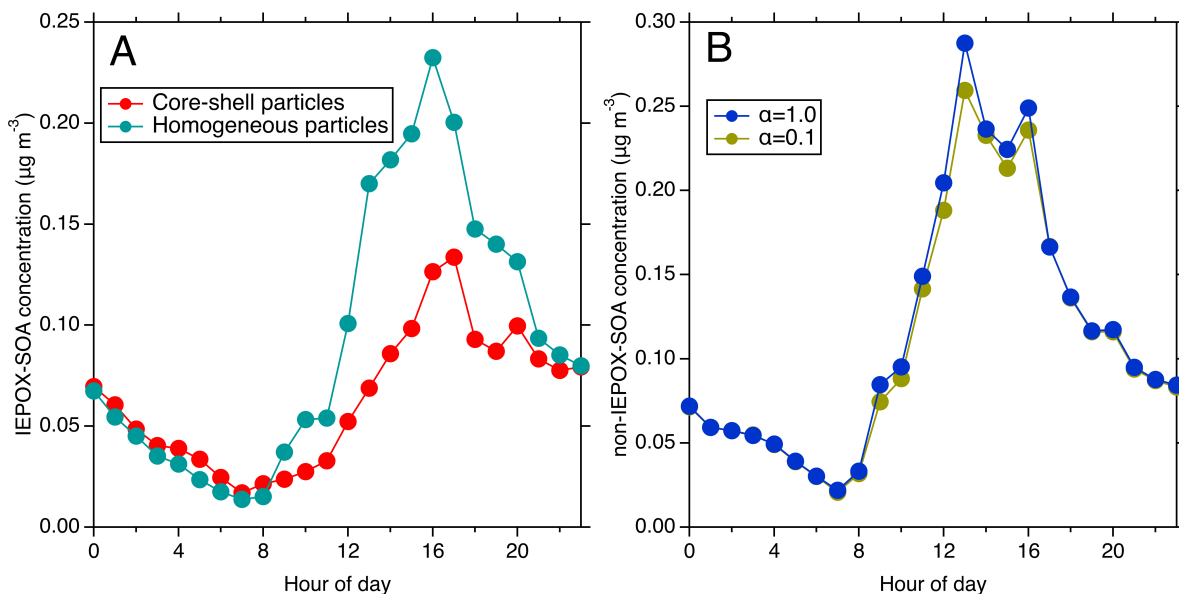 A
Core-shell particles
Homogeneous particles
IEPOX-SOA concentration (µg m⁻³)
0.25
0.20
0.15
0.10
0.05
0.00
0 4 8 12 16 20
Hour of day
B
α=1.0
α=0.1
non-IEPOX-SOA concentration (µg m⁻³)
0.30
0.25
0.20
0.15
0.10
0.05
0.00
0 4 8 12 16 20
Hour of day